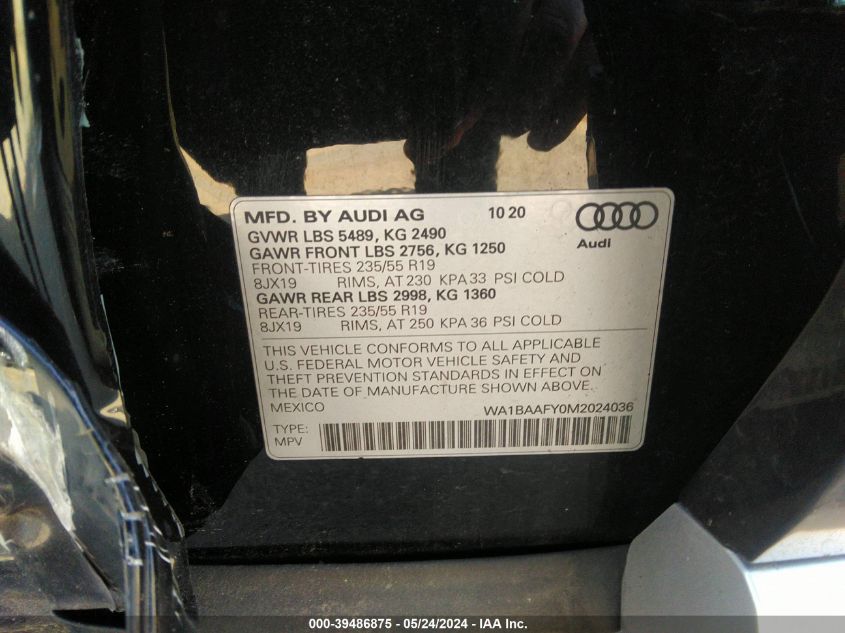 MFD. BY AUDI AG 10 20
GVWR LBS 5489, KG 2490
GAWR FRONT LBS 2756, KG 1250
FRONT-TIRES 235/55 R19
8JX19 RIMS, AT 230 KPA 33 PSI COLD
GAWR REAR LBS 2998, KG 1360
REAR-TIRES 235/55 R19
8JX19 RIMS, AT 250 KPA 36 PSI COLD
Audi
THIS VEHICLE CONFORMS TO ALL APPLICABLE
U.S. FEDERAL MOTOR VEHICLE SAFETY AND
THEFT PREVENTION STANDARDS IN EFFECT ON
THE DATE OF MANUFACTURE SHOWN ABOVE.
MEXICO WA1BAAFY0M2024036
TYPE:
MPV
000-39486875 - 05/24/2024 - IAA Inc.